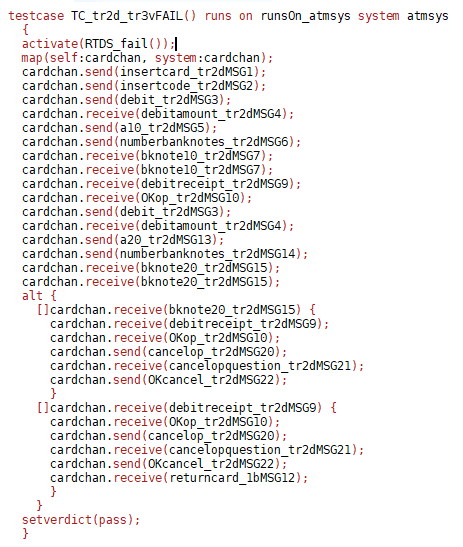 testcase TC_tr2d_tr3vFAIL() runs on runsOn_atmsys system atmsys
{
activate(RTDS_fail());
map(self:cardchan, system:cardchan);
cardchan.send(insertcard_tr2dMSG1);
cardchan.send(insertcode_tr2dMSG2);
cardchan.send(debit_tr2dMSG3);
cardchan.receive(debitamount_tr2dMSG4);
cardchan.send(a10_tr2dMSG5);
cardchan.send(numberbanknotes_tr2dMSG6);
cardchan.receive(bknote10_tr2dMSG7);
cardchan.receive(bknote10_tr2dMSG7);
cardchan.receive(debitreceipt_tr2dMSG9);
cardchan.receive(OKop_tr2dMSG10);
cardchan.send(debit_tr2dMSG3);
cardchan.receive(debitamount_tr2dMSG4);
cardchan.send(a20_tr2dMSG13);
cardchan.send(numberbanknotes_tr2dMSG14);
cardchan.receive(bknote20_tr2dMSG15);
cardchan.receive(bknote20_tr2dMSG15);
alt {
[]cardchan.receive(bknote20_tr2dMSG15) {
cardchan.receive(debitreceipt_tr2dMSG9);
cardchan.receive(OKop_tr2dMSG10);
cardchan.send(cancelop_tr2dMSG20);
cardchan.receive(cancelopquestion_tr2dMSG21);
cardchan.send(OKcancel_tr2dMSG22);
}
[]cardchan.receive(debitreceipt_tr2dMSG9) {
cardchan.receive(OKop_tr2dMSG10);
cardchan.send(cancelop_tr2dMSG20);
cardchan.receive(cancelopquestion_tr2dMSG21);
cardchan.send(OKcancel_tr2dMSG22);
cardchan.receive(returncard_1bMSG12);
}
}
setverdict(pass);
}